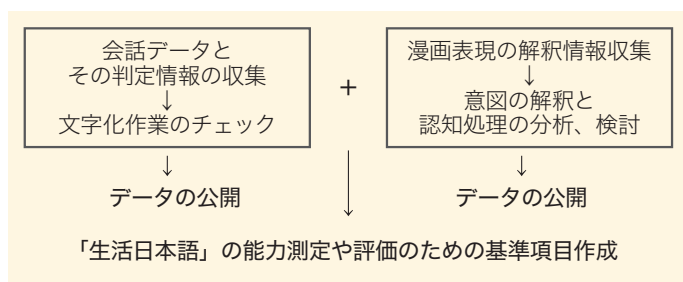 会話データと
その判定情報の収集
↓
文字化作業のチェック
↓
データの公開
+
漫画表現の解釈情報収集
↓
意図の解釈と
認知処理の分析、検討
↓
データの公開
↓
「生活日本語」の能力測定や評価のための基準項目作成